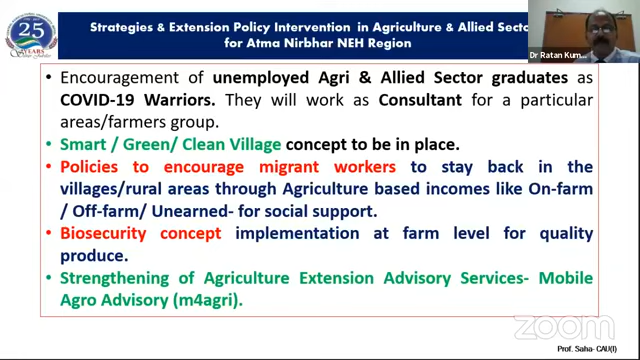 25
YEARS
Silver Jubilee
Strategies & Extension Policy Intervention in Agriculture & Allied Sector
for Atma Nirbhar NEH Region
Dr Ratan Kum...
• Encouragement of unemployed Agri & Allied Sector graduates as
COVID-19 Warriors. They will work as Consultant for a particular
areas/farmers group.
• Smart / Green/ Clean Village concept to be in place.
• Policies to encourage migrant workers to stay back in the
villages/rural areas through Agriculture based incomes like On-farm
/ Off-farm/ Unearned- for social support.
• Biosecurity concept implementation at farm level for quality
produce.
• Strengthening of Agriculture Extension Advisory Services- Mobile
Agro Advisory (m4agri).
zoom
Prof. Saha- CAU(I)